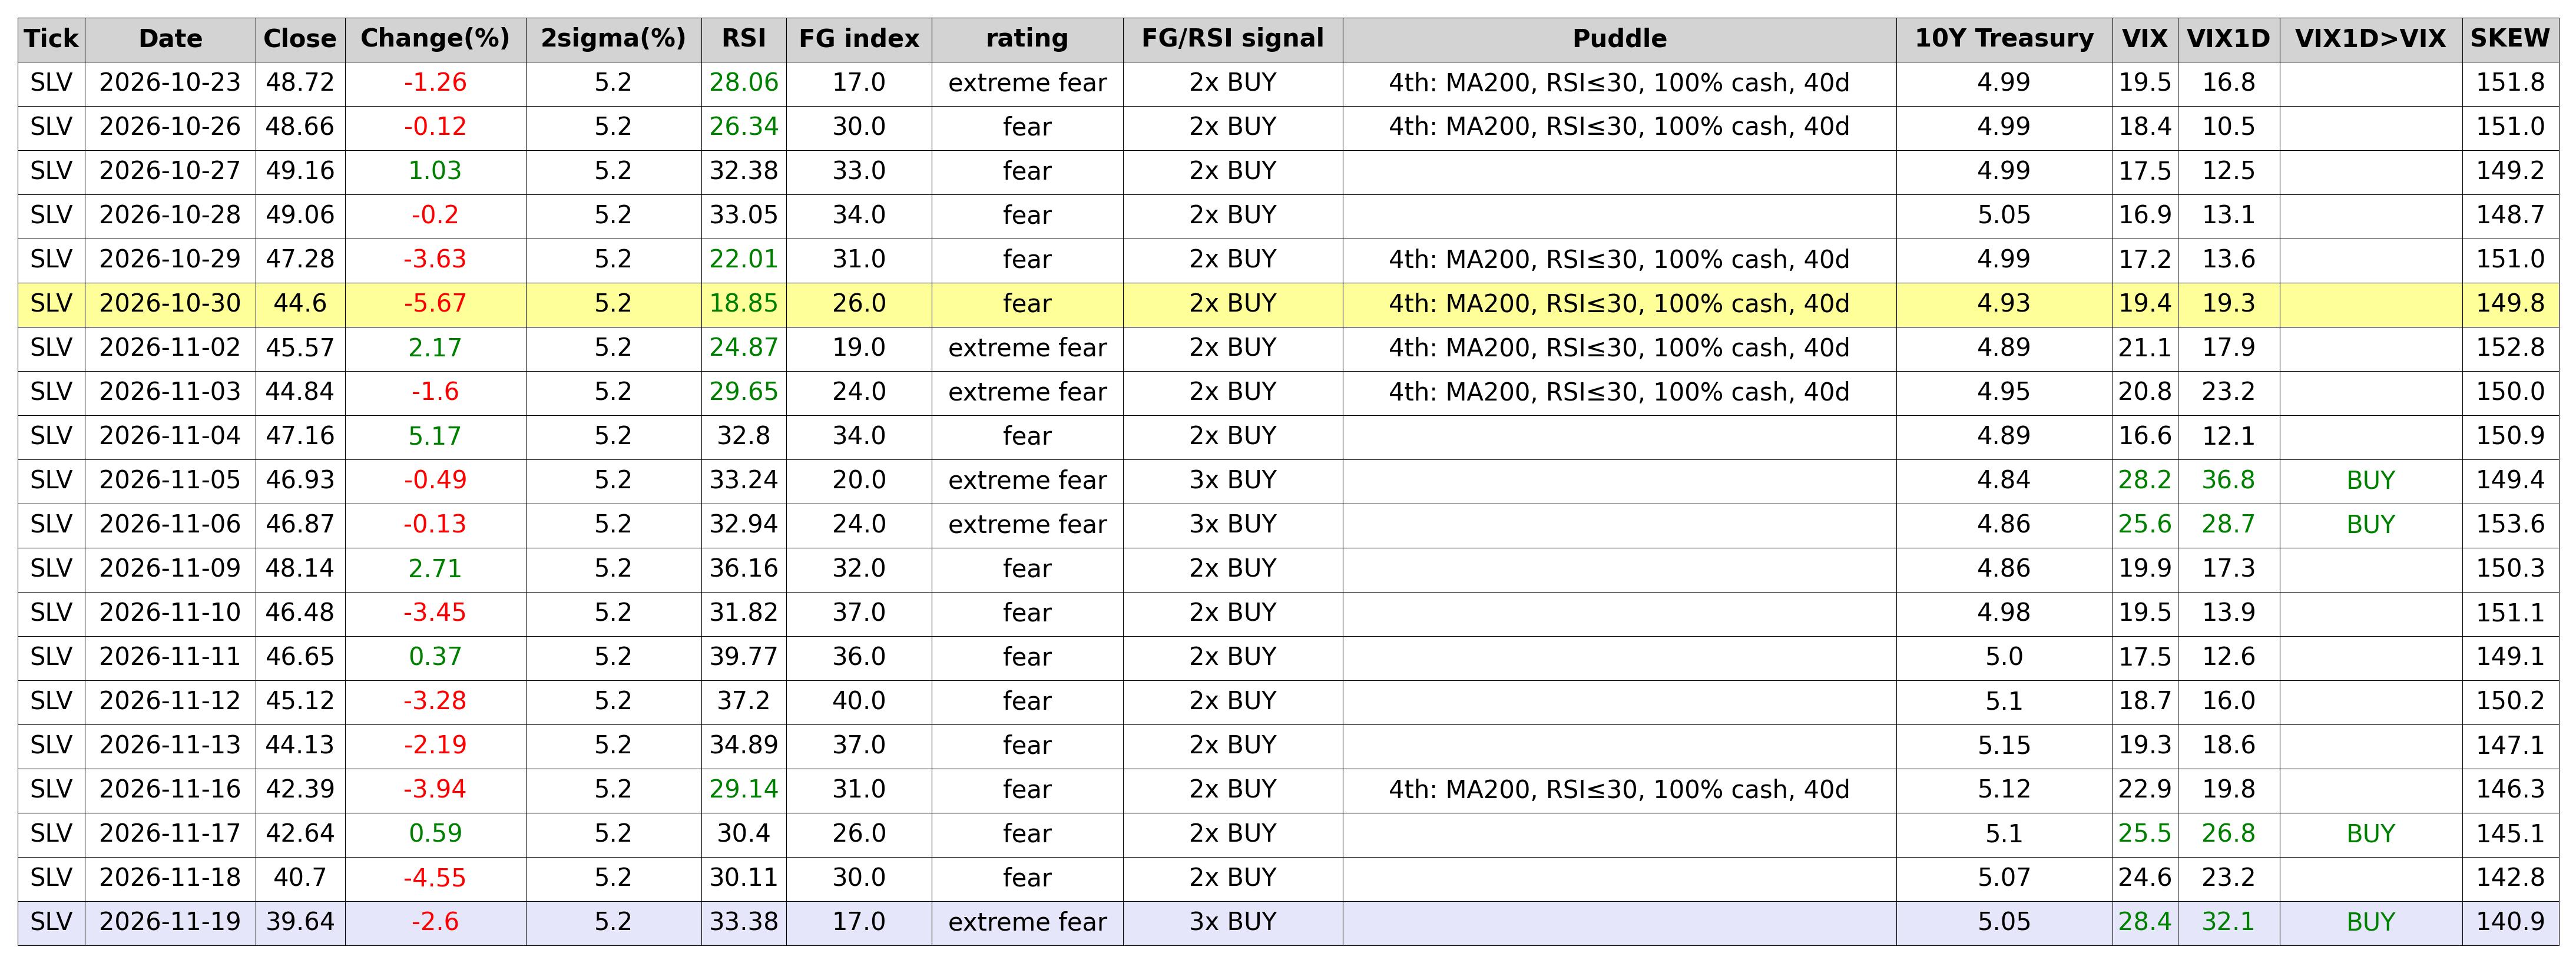 Tick Date Close Change(%) 2sigma(%) RSI FG index rating FG/RSI signal Puddle 10Y Treasury VIX VIX1D VIX1D>VIX SKEW
SLV 2026-10-23 48.72 -1.26 5.2 28.06 17.0 extreme fear 2x BUY 4th: MA200, RSI≤30, 100% cash, 40d 4.99 19.5 16.8 151.8
SLV 2026-10-26 48.66 -0.12 5.2 26.34 30.0 fear 2x BUY 4th: MA200, RSI≤30, 100% cash, 40d 4.99 18.4 10.5 151.0
SLV 2026-10-27 49.16 1.03 5.2 32.38 33.0 fear 2x BUY 4.99 17.5 12.5 149.2
SLV 2026-10-28 49.06 -0.2 5.2 33.05 34.0 fear 2x BUY 5.05 16.9 13.1 148.7
SLV 2026-10-29 47.28 -3.63 5.2 22.01 31.0 fear 2x BUY 4th: MA200, RSI≤30, 100% cash, 40d 4.99 17.2 13.6 151.0
SLV 2026-10-30 44.6 -5.67 5.2 18.85 26.0 fear 2x BUY 4th: MA200, RSI≤30, 100% cash, 40d 4.93 19.4 19.3 149.8
SLV 2026-11-02 45.57 2.17 5.2 24.87 19.0 extreme fear 2x BUY 4th: MA200, RSI≤30, 100% cash, 40d 4.89 21.1 17.9 152.8
SLV 2026-11-03 44.84 -1.6 5.2 29.65 24.0 extreme fear 2x BUY 4th: MA200, RSI≤30, 100% cash, 40d 4.95 20.8 23.2 150.0
SLV 2026-11-04 47.16 5.17 5.2 32.8 34.0 fear 2x BUY 4.89 16.6 12.1 150.9
SLV 2026-11-05 46.93 -0.49 5.2 33.24 20.0 extreme fear 3x BUY 4.84 28.2 36.8 BUY 149.4
SLV 2026-11-06 46.87 -0.13 5.2 32.94 24.0 extreme fear 3x BUY 4.86 25.6 28.7 BUY 153.6
SLV 2026-11-09 48.14 2.71 5.2 36.16 32.0 fear 2x BUY 4.86 19.9 17.3 150.3
SLV 2026-11-10 46.48 -3.45 5.2 31.82 37.0 fear 2x BUY 4.98 19.5 13.9 151.1
SLV 2026-11-11 46.65 0.37 5.2 39.77 36.0 fear 2x BUY 5.0 17.5 12.6 149.1
SLV 2026-11-12 45.12 -3.28 5.2 37.2 40.0 fear 2x BUY 5.1 18.7 16.0 150.2
SLV 2026-11-13 44.13 -2.19 5.2 34.89 37.0 fear 2x BUY 5.15 19.3 18.6 147.1
SLV 2026-11-16 42.39 -3.94 5.2 29.14 31.0 fear 2x BUY 4th: MA200, RSI≤30, 100% cash, 40d 5.12 22.9 19.8 146.3
SLV 2026-11-17 42.64 0.59 5.2 30.4 26.0 fear 2x BUY 5.1 25.5 26.8 BUY 145.1
SLV 2026-11-18 40.7 -4.55 5.2 30.11 30.0 fear 2x BUY 5.07 24.6 23.2 142.8
SLV 2026-11-19 39.64 -2.6 5.2 33.38 17.0 extreme fear 3x BUY 5.05 28.4 32.1 BUY 140.9